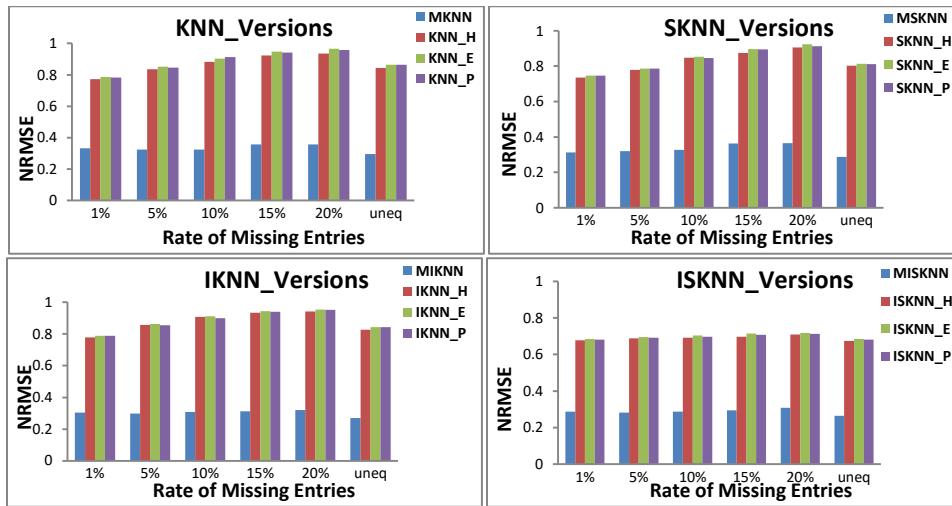 KNN_Versions
MKNN
KNN_H
KNN_E
KNN_P
NRMSE
1
0.8
0.6
0.4
0.2
0
1% 5% 10% 15% 20% uneq
Rate of Missing Entries
SKNN_Versions
MSKNN
SKNN_H
SKNN_E
SKNN_P
NRMSE
1
0.8
0.6
0.4
0.2
0
1% 5% 10% 15% 20% uneq
Rate of Missing Entries
IKNN_Versions
MIKNN
IKNN_H
IKNN_E
IKNN_P
NRMSE
1
0.8
0.6
0.4
0.2
0
1% 5% 10% 15% 20% uneq
Rate of Missing Entries
ISKNN_Versions
MISKNN
ISKNN_H
ISKNN_E
ISKNN_P
NRMSE
1
0.8
0.6
0.4
0.2
0
1% 5% 10% 15% 20% uneq
Rate of Missing Entries